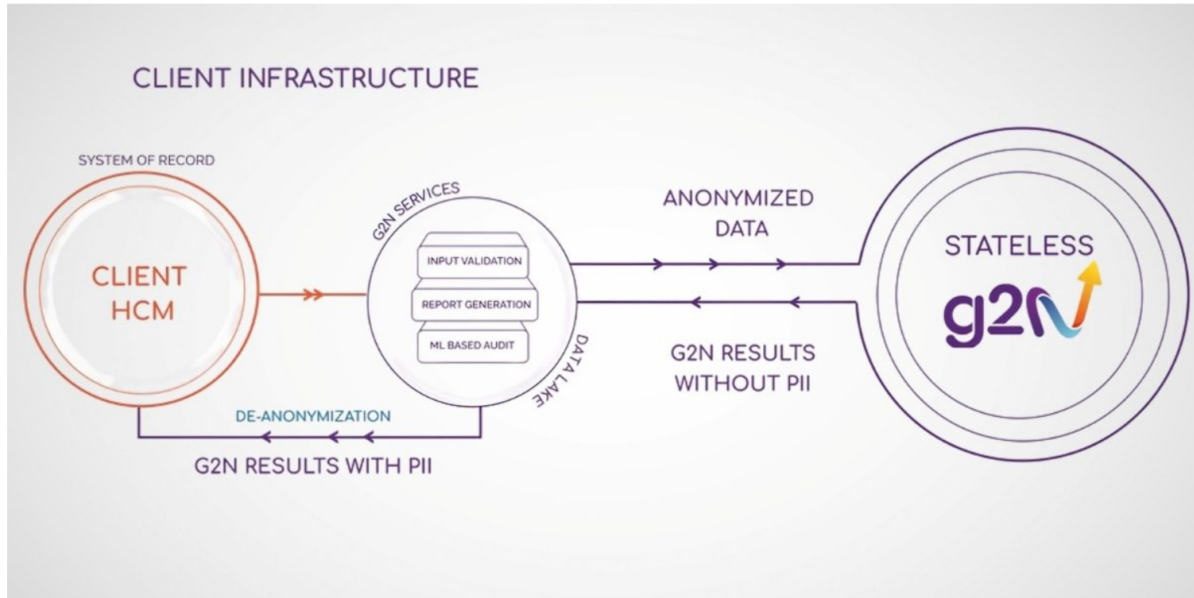 CLIENT INFRASTRUCTURE
SYSTEM OF RECORD
CLIENT
HCM
G2N SERVICES
INPUT VALIDATION
REPORT GENERATION
ML BASED AUDIT
DATA LAKE
ANONYMIZED
DATA
G2N RESULTS
WITHOUT PII
STATELESS
g2N
DE-ANONYMIZATION
G2N RESULTS WITH PII